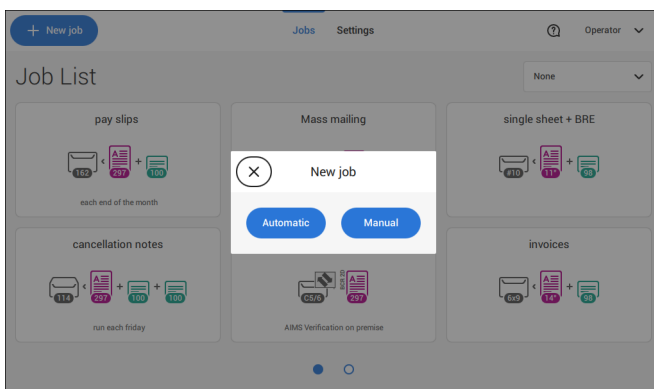 + New job
Jobs
Settings
Operator
Job List
None
pay slips
162
A
297
100
each end of the month
Mass mailing
single sheet + BRE
#10
A
11"
98
New job
Automatic
Manual
cancellation notes
114
A
297
100
100
run each friday
C5/6
BCR 2D
A
297
AIMS Verification on premise
invoices
6x9
A
14"
98